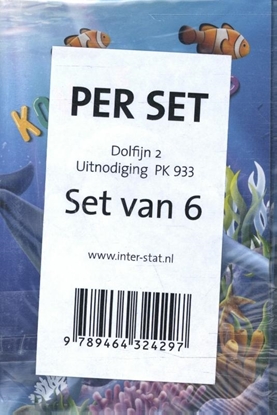 PER SET
Dolfijn 2
Uitnodiging PK 933
Set van 6
www.inter-stat.nl
9 789464 324297